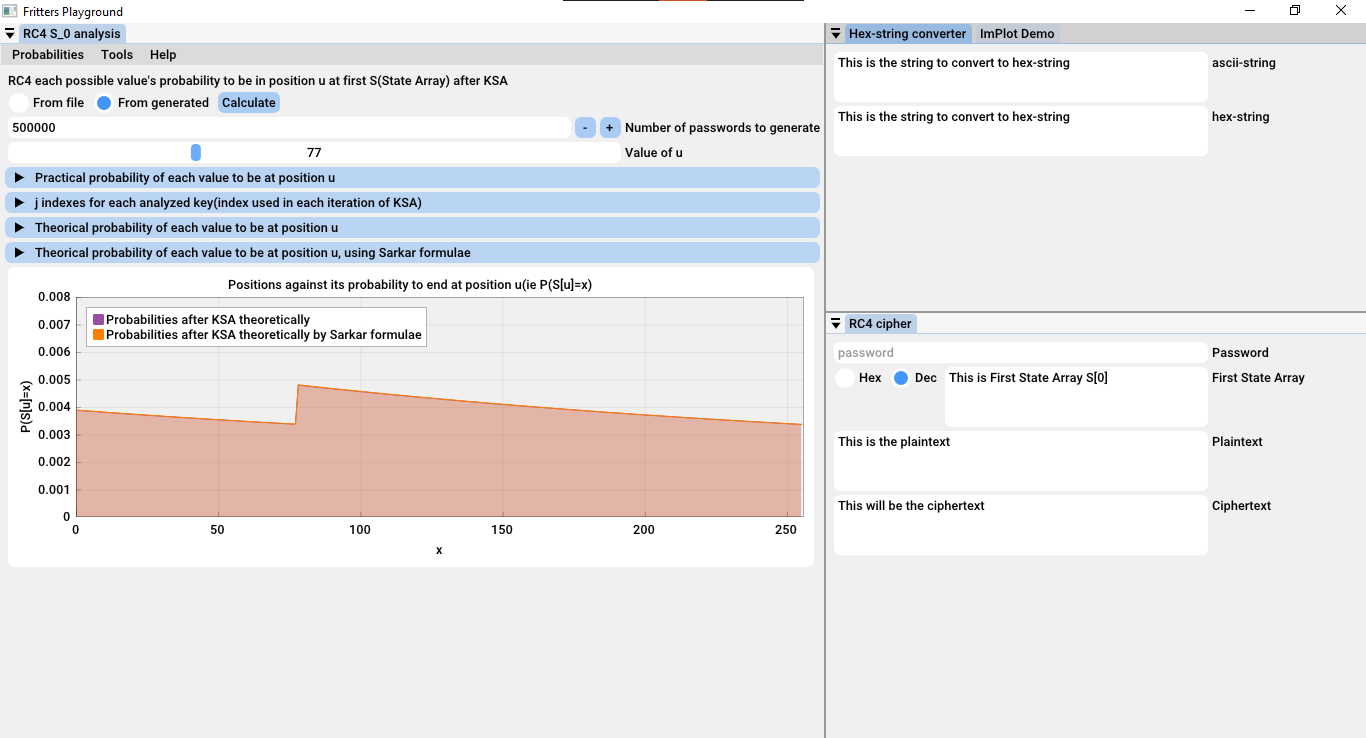 Fritters Playground
RC4 S_0 analysis
Probabilities Tools Help
RC4 each possible value's probability to be in position u at first S(State Array) after KSA
From file From generated Calculate
500000 - + Number of passwords to generate
77 Value of u
Practical probability of each value to be at position u
j indexes for each analyzed key(index used in each iteration of KSA)
Theorical probability of each value to be at position u
Theorical probability of each value to be at position u, using Sarkar formulae
Positions against its probability to end at position u(ie P(S[u]=x)
Probabilities after KSA theoretically
Probabilities after KSA theoretically by Sarkar formulae
P(S[u]=x)
0.008
0.007
0.006
0.005
0.004
0.003
0.002
0.001
0
0 50 100 150 200 250
x
Hex-string converter ImPlot Demo
This is the string to convert to hex-string ascii-string
This is the string to convert to hex-string hex-string
RC4 cipher
password Password
Hex Dec This is First State Array S[0] First State Array
This is the plaintext Plaintext
This will be the ciphertext Ciphertext